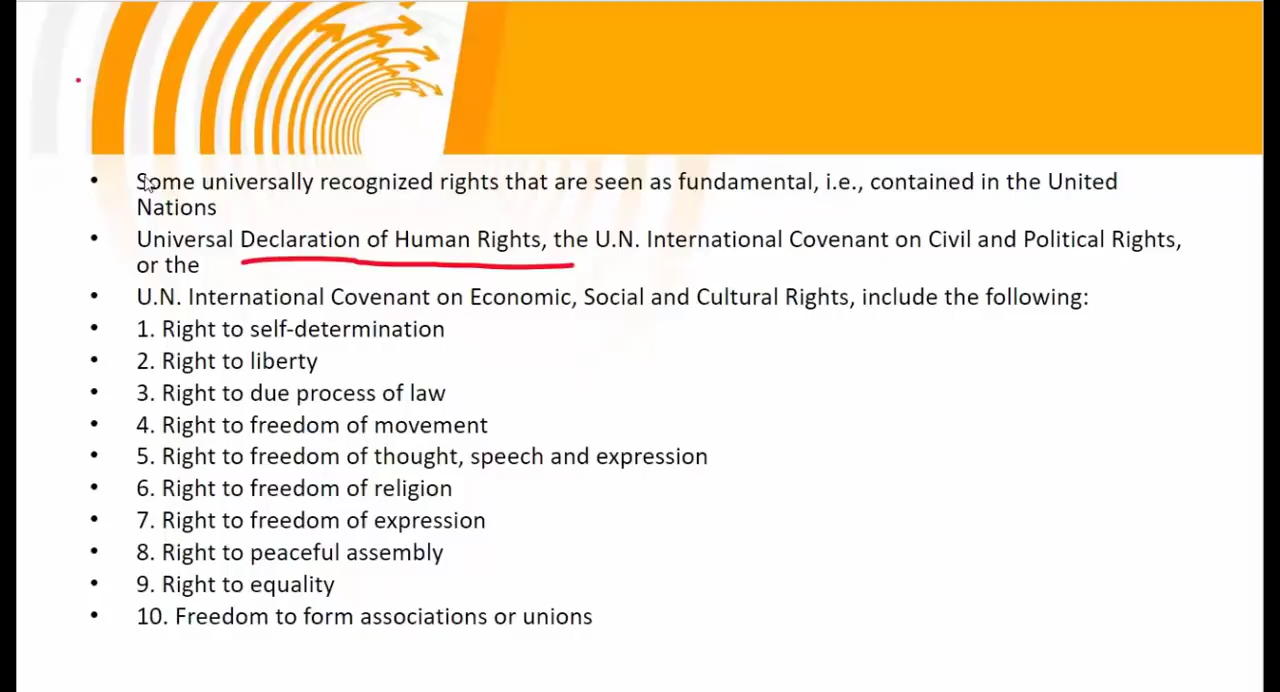 • Some universally recognized rights that are seen as fundamental, i.e., contained in the United
Nations
• Universal Declaration of Human Rights, the U.N. International Covenant on Civil and Political Rights,
or the
• U.N. International Covenant on Economic, Social and Cultural Rights, include the following:
• 1. Right to self-determination
• 2. Right to liberty
• 3. Right to due process of law
• 4. Right to freedom of movement
• 5. Right to freedom of thought, speech and expression
• 6. Right to freedom of religion
• 7. Right to freedom of expression
• 8. Right to peaceful assembly
• 9. Right to equality
• 10. Freedom to form associations or unions